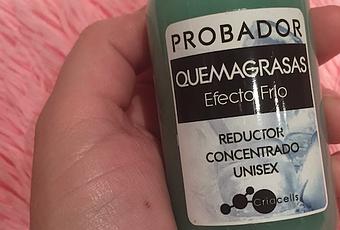 PROBADOR
QUEMAGRASAS
Efecto Frío
REDUCTOR
CONCENTRADO
UNISEX
Criocells